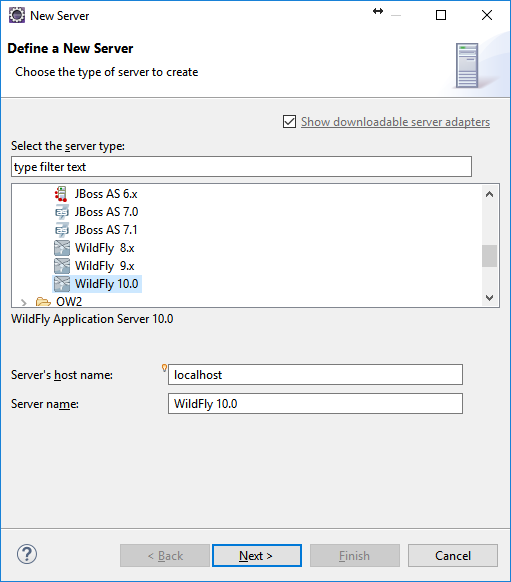 New Server
Define a New Server
Choose the type of server to create
Show downloadable server adapters
Select the server type:
type filter text
JBoss AS 6.x
JBoss AS 7.0
JBoss AS 7.1
WildFly 8.x
WildFly 9.x
WildFly 10.0
OW2
WildFly Application Server 10.0
Server's host name: localhost
Server name: WildFly 10.0
? < Back Next > Finish Cancel